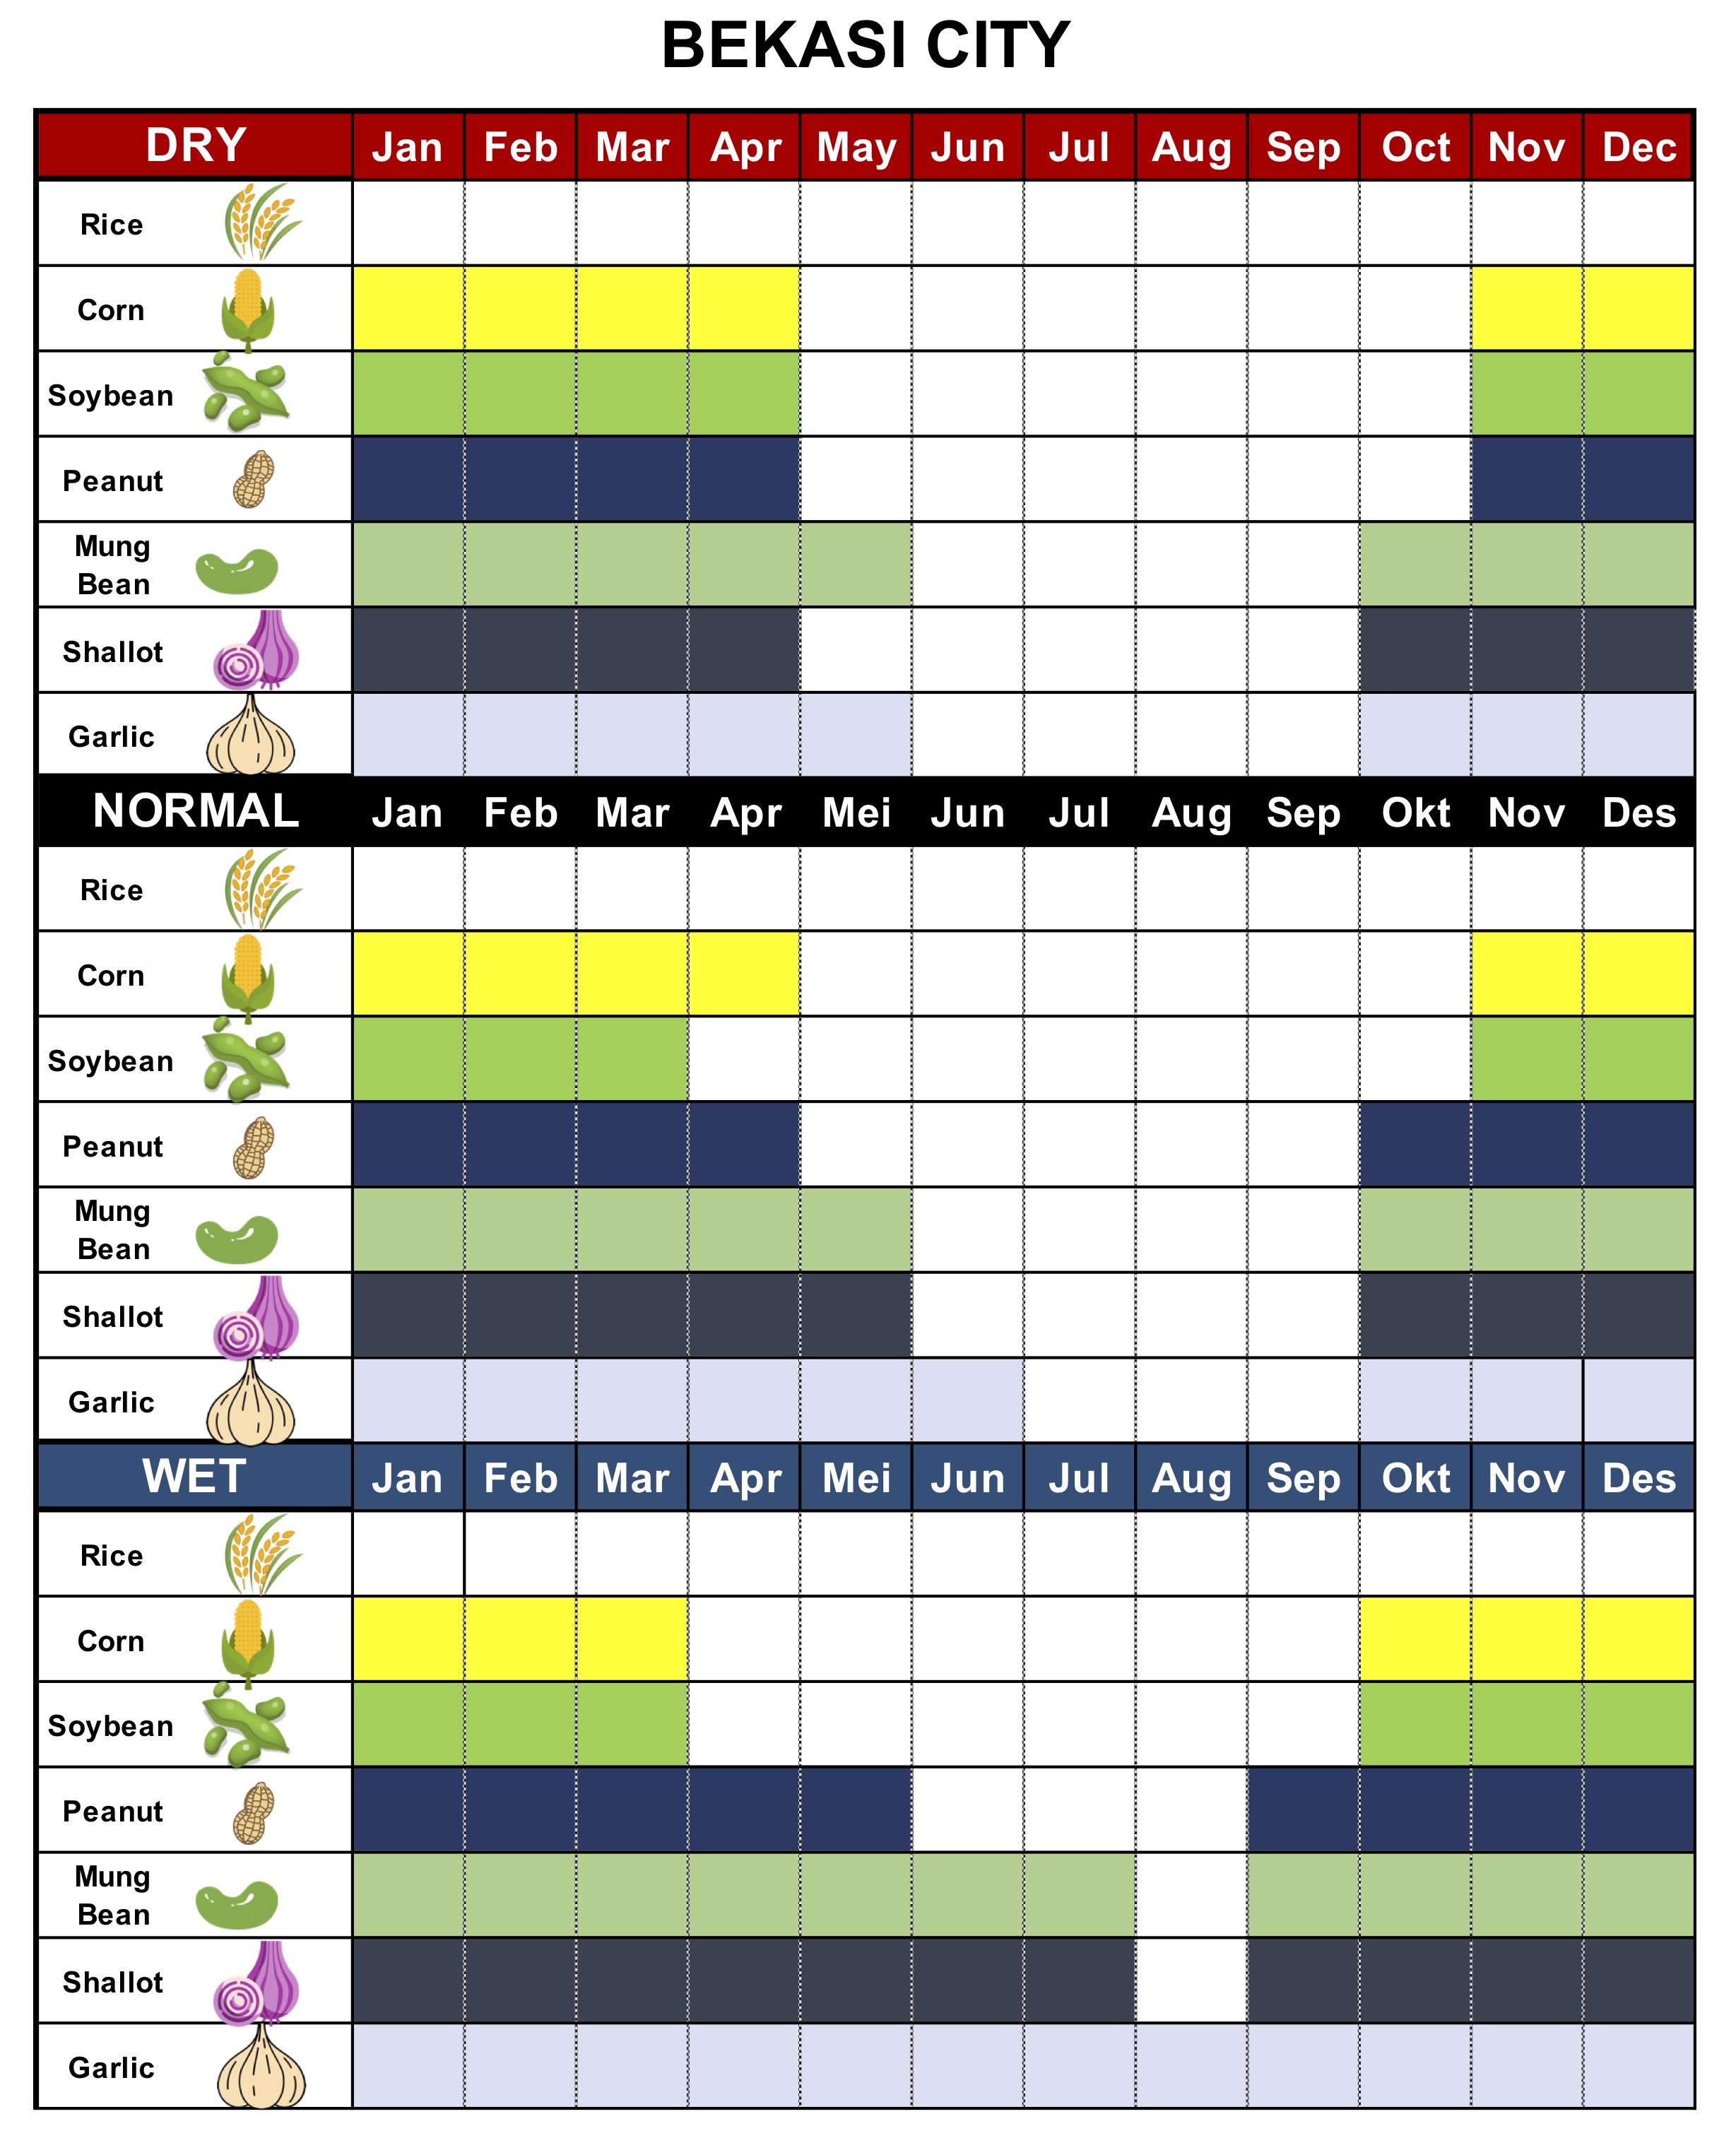 BEKASI CITY
DRY Jan Feb Mar Apr May Jun Jul Aug Sep Oct Nov Dec
Rice
Corn
Soybean
Peanut
Mung
Bean
Shallot
Garlic
NORMAL Jan Feb Mar Apr Mei Jun Jul Aug Sep Okt Nov Des
Rice
Corn
Soybean
Peanut
Mung
Bean
Shallot
Garlic
WET Jan Feb Mar Apr Mei Jun Jul Aug Sep Okt Nov Des
Rice
Corn
Soybean
Peanut
Mung
Bean
Shallot
Garlic